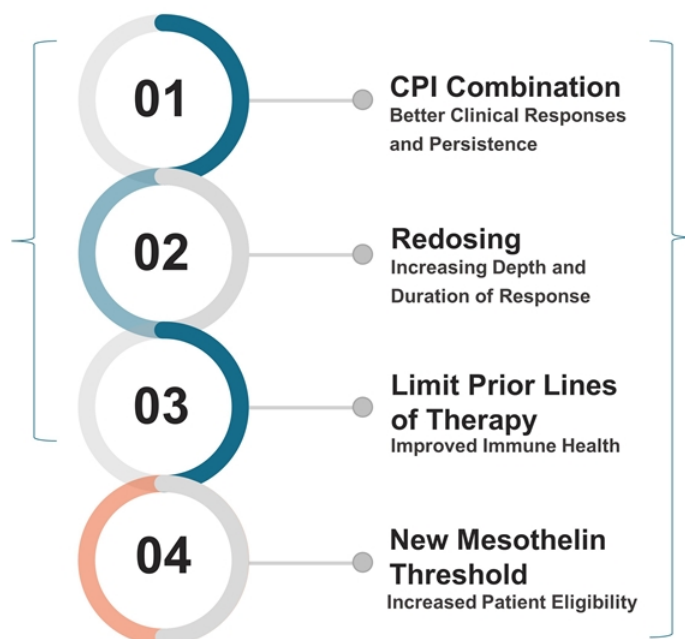 01
CPI Combination
Better Clinical Responses
and Persistence
02
Redosing
Increasing Depth and
Duration of Response
03
Limit Prior Lines
of Therapy
Improved Immune Health
04
New Mesothelin
Threshold
Increased Patient Eligibility